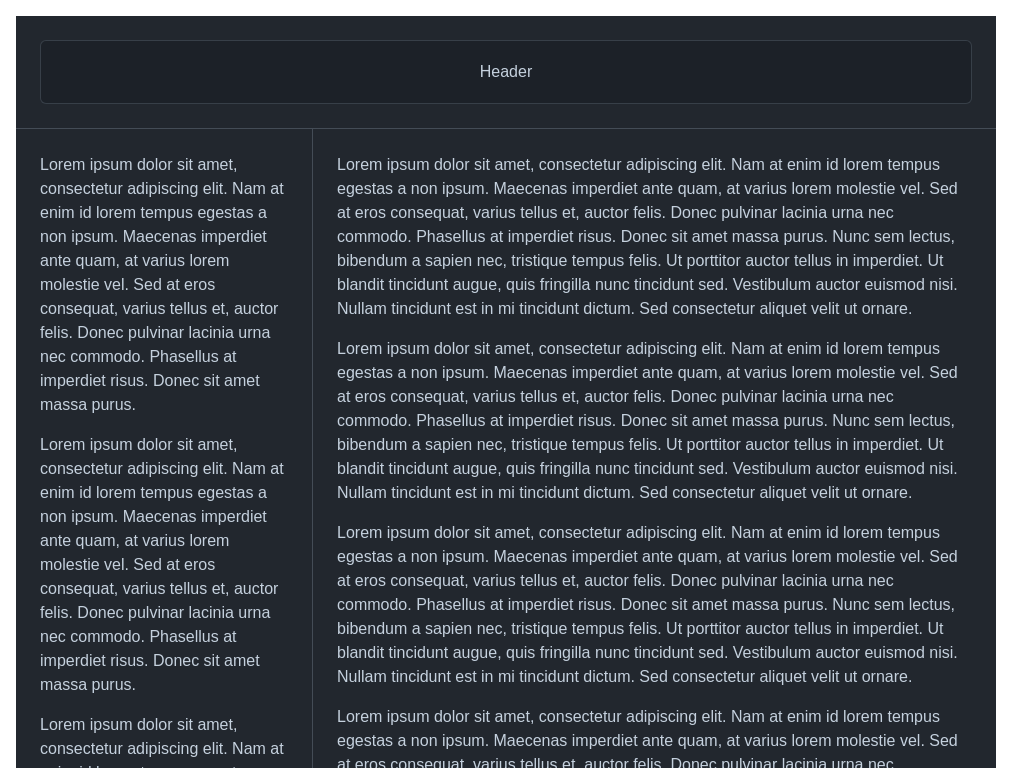 Header
Lorem ipsum dolor sit amet,
consectetur adipiscing elit. Nam at
enim id lorem tempus egestas a
non ipsum. Maecenas imperdiet
ante quam, at varius lorem
molestie vel. Sed at eros
consequat, varius tellus et, auctor
felis. Donec pulvinar lacinia urna
nec commodo. Phasellus at
imperdiet risus. Donec sit amet
massa purus.
Lorem ipsum dolor sit amet,
consectetur adipiscing elit. Nam at
enim id lorem tempus egestas a
non ipsum. Maecenas imperdiet
ante quam, at varius lorem
molestie vel. Sed at eros
consequat, varius tellus et, auctor
felis. Donec pulvinar lacinia urna
nec commodo. Phasellus at
imperdiet risus. Donec sit amet
massa purus.
Lorem ipsum dolor sit amet,
consectetur adipiscing elit. Nam at
Lorem ipsum dolor sit amet, consectetur adipiscing elit. Nam at enim id lorem tempus
egestas a non ipsum. Maecenas imperdiet ante quam, at varius lorem molestie vel. Sed
at eros consequat, varius tellus et, auctor felis. Donec pulvinar lacinia urna nec
commodo. Phasellus at imperdiet risus. Donec sit amet massa purus. Nunc sem lectus,
bibendum a sapien nec, tristique tempus felis. Ut porttitor auctor tellus in imperdiet. Ut
blandit tincidunt augue, quis fringilla nunc tincidunt sed. Vestibulum auctor euismod nisi.
Nullam tincidunt est in mi tincidunt dictum. Sed consectetur aliquet velit ut ornare.
Lorem ipsum dolor sit amet, consectetur adipiscing elit. Nam at enim id lorem tempus
egestas a non ipsum. Maecenas imperdiet ante quam, at varius lorem molestie vel. Sed
at eros consequat, varius tellus et, auctor felis. Donec pulvinar lacinia urna nec
commodo. Phasellus at imperdiet risus. Donec sit amet massa purus. Nunc sem lectus,
bibendum a sapien nec, tristique tempus felis. Ut porttitor auctor tellus in imperdiet. Ut
blandit tincidunt augue, quis fringilla nunc tincidunt sed. Vestibulum auctor euismod nisi.
Nullam tincidunt est in mi tincidunt dictum. Sed consectetur aliquet velit ut ornare.
Lorem ipsum dolor sit amet, consectetur adipiscing elit. Nam at enim id lorem tempus
egestas a non ipsum. Maecenas imperdiet ante quam, at varius lorem molestie vel. Sed
at eros consequat, varius tellus et, auctor felis. Donec pulvinar lacinia urna nec
commodo. Phasellus at imperdiet risus. Donec sit amet massa purus. Nunc sem lectus,
bibendum a sapien nec, tristique tempus felis. Ut porttitor auctor tellus in imperdiet. Ut
blandit tincidunt augue, quis fringilla nunc tincidunt sed. Vestibulum auctor euismod nisi.
Nullam tincidunt est in mi tincidunt dictum. Sed consectetur aliquet velit ut ornare.
Lorem ipsum dolor sit amet, consectetur adipiscing elit. Nam at enim id lorem tempus
egestas a non ipsum. Maecenas imperdiet ante quam, at varius lorem molestie vel. Sed
at eros consequat, varius tellus et, auctor felis. Donec pulvinar lacinia urna nec